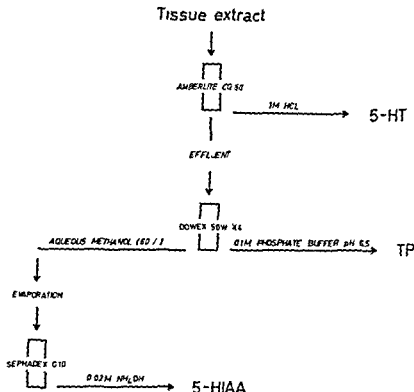 Tissue extract
AMBERLITE CG 50
1M HCL
5-HT
EFFLUENT
DOWEX 50W X4
AQUEOUS METHANOL (60 / )
0.1M PHOSPHATE BUFFER pH 6.5
TP
EVAPORATION
SEPHADEX G10
0.02M NH4OH
5-HIAA